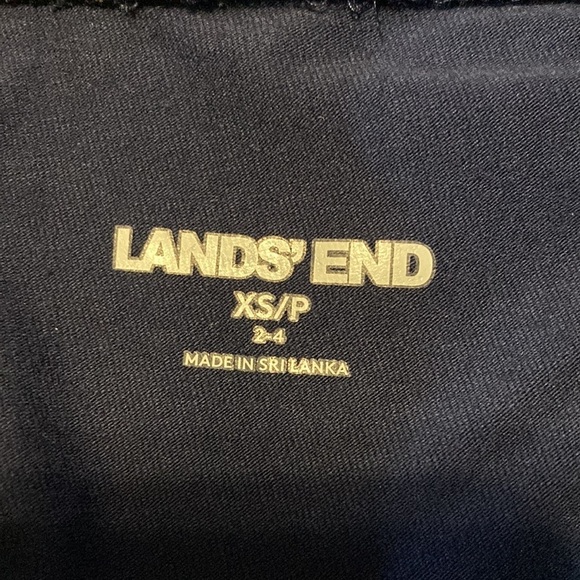 LANDS' END
XS/P
2-4
MADE IN SRI LANKA